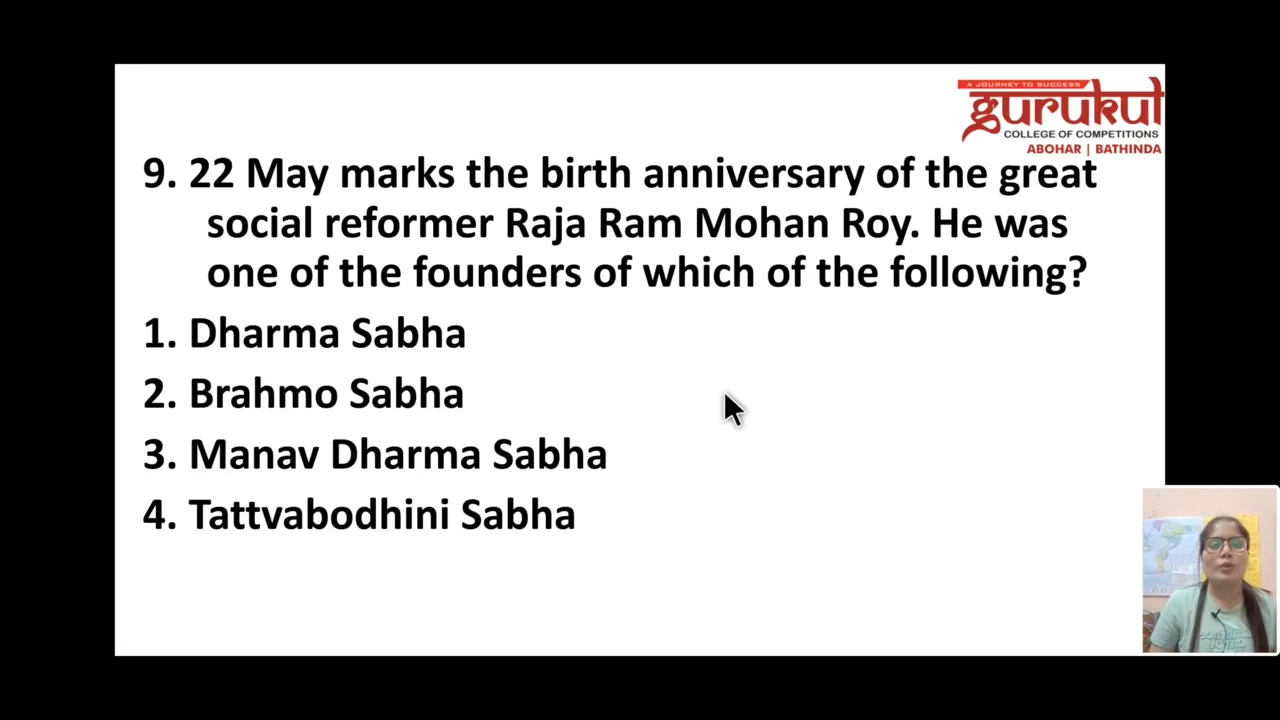 A JOURNEY TO SUCCESS
gurukul
COLLEGE OF COMPETITIONS
ABOHAR | BATHINDA
9. 22 May marks the birth anniversary of the great
social reformer Raja Ram Mohan Roy. He was
one of the founders of which of the following?
1. Dharma Sabha
2. Brahmo Sabha
3. Manav Dharma Sabha
4. Tattvabodhini Sabha